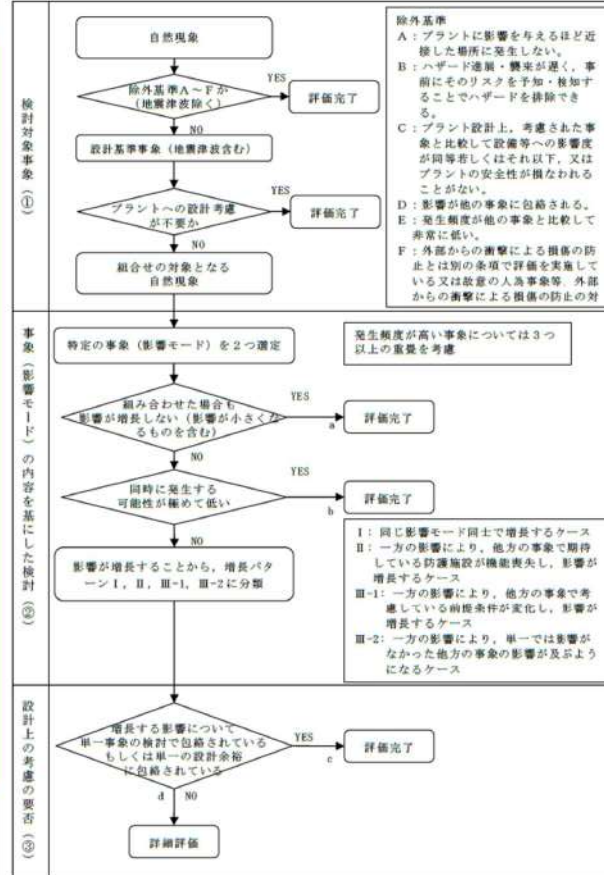 検討対象事象（①）
自然現象
除外基準A～Fか
（地震津波除く）
YES
評価完了
NO
設計基準事象（地震津波含む）
プラントへの設計考慮
が不要か
YES
評価完了
NO
組合せの対象となる
自然現象
除外基準
A：プラントに影響を与えるほど近
接した場所に発生しない。
B：ハザード進展・襲来が遅く，事
前にそのリスクを予知・検知す
ることでハザードを排除でき
る。
C：プラント設計上，考慮された事
象と比較して設備等への影響度
が同等若しくはそれ以下，又は
プラントの安全性が損なわれる
ことがない。
D：影響が他の事象に包絡される。
E：発生頻度が他の事象と比較して
非常に低い。
F：外部からの衝撃による損傷の防
止とは別の条項で評価を実施して
いる又は故意の人為事象等，外部
からの衝撃による損傷の防止の対
事象（影響モード）の内容を基にした検討（②）
特定の事象（影響モード）を２つ選定
発生頻度が高い事象については３つ
以上の重畳を考慮
組み合わせた場合も
影響が増長しない（影響が小さくな
るものを含む）
YES
a
評価完了
NO
同時に発生する
可能性が極めて低い
YES
b
評価完了
NO
影響が増長することから，増長パタ
ーンⅠ，Ⅱ，Ⅲ-1，Ⅲ-2に分類
Ⅰ：同じ影響モード同士で増長するケース
Ⅱ：一方の影響により，他方の事象で期待
している防護施設が機能喪失し，影響が
増長するケース
Ⅲ-1：一方の影響により，他方の事象で考
慮している前提条件が変化し，影響が
増長するケース
Ⅲ-2：一方の影響により，単一では影響が
なかった他方の事象の影響が及ぶよう
になるケース
設計上の考慮の要否（③）
増長する影響について
単一事象の検討で包絡されている
もしくは単一の設計余裕
に包絡されている
YES
c
評価完了
d NO
詳細評価